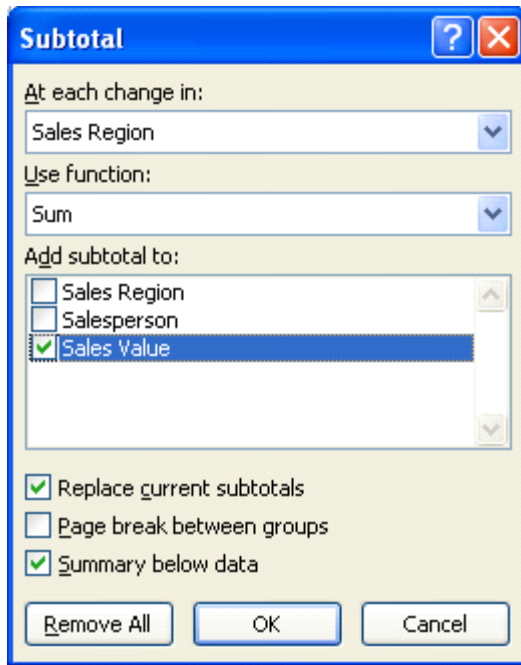 Subtotal
At each change in:
Sales Region
Use function:
Sum
Add subtotal to:
Sales Region
Salesperson
Sales Value
Replace current subtotals
Page break between groups
Summary below data
Remove All OK Cancel